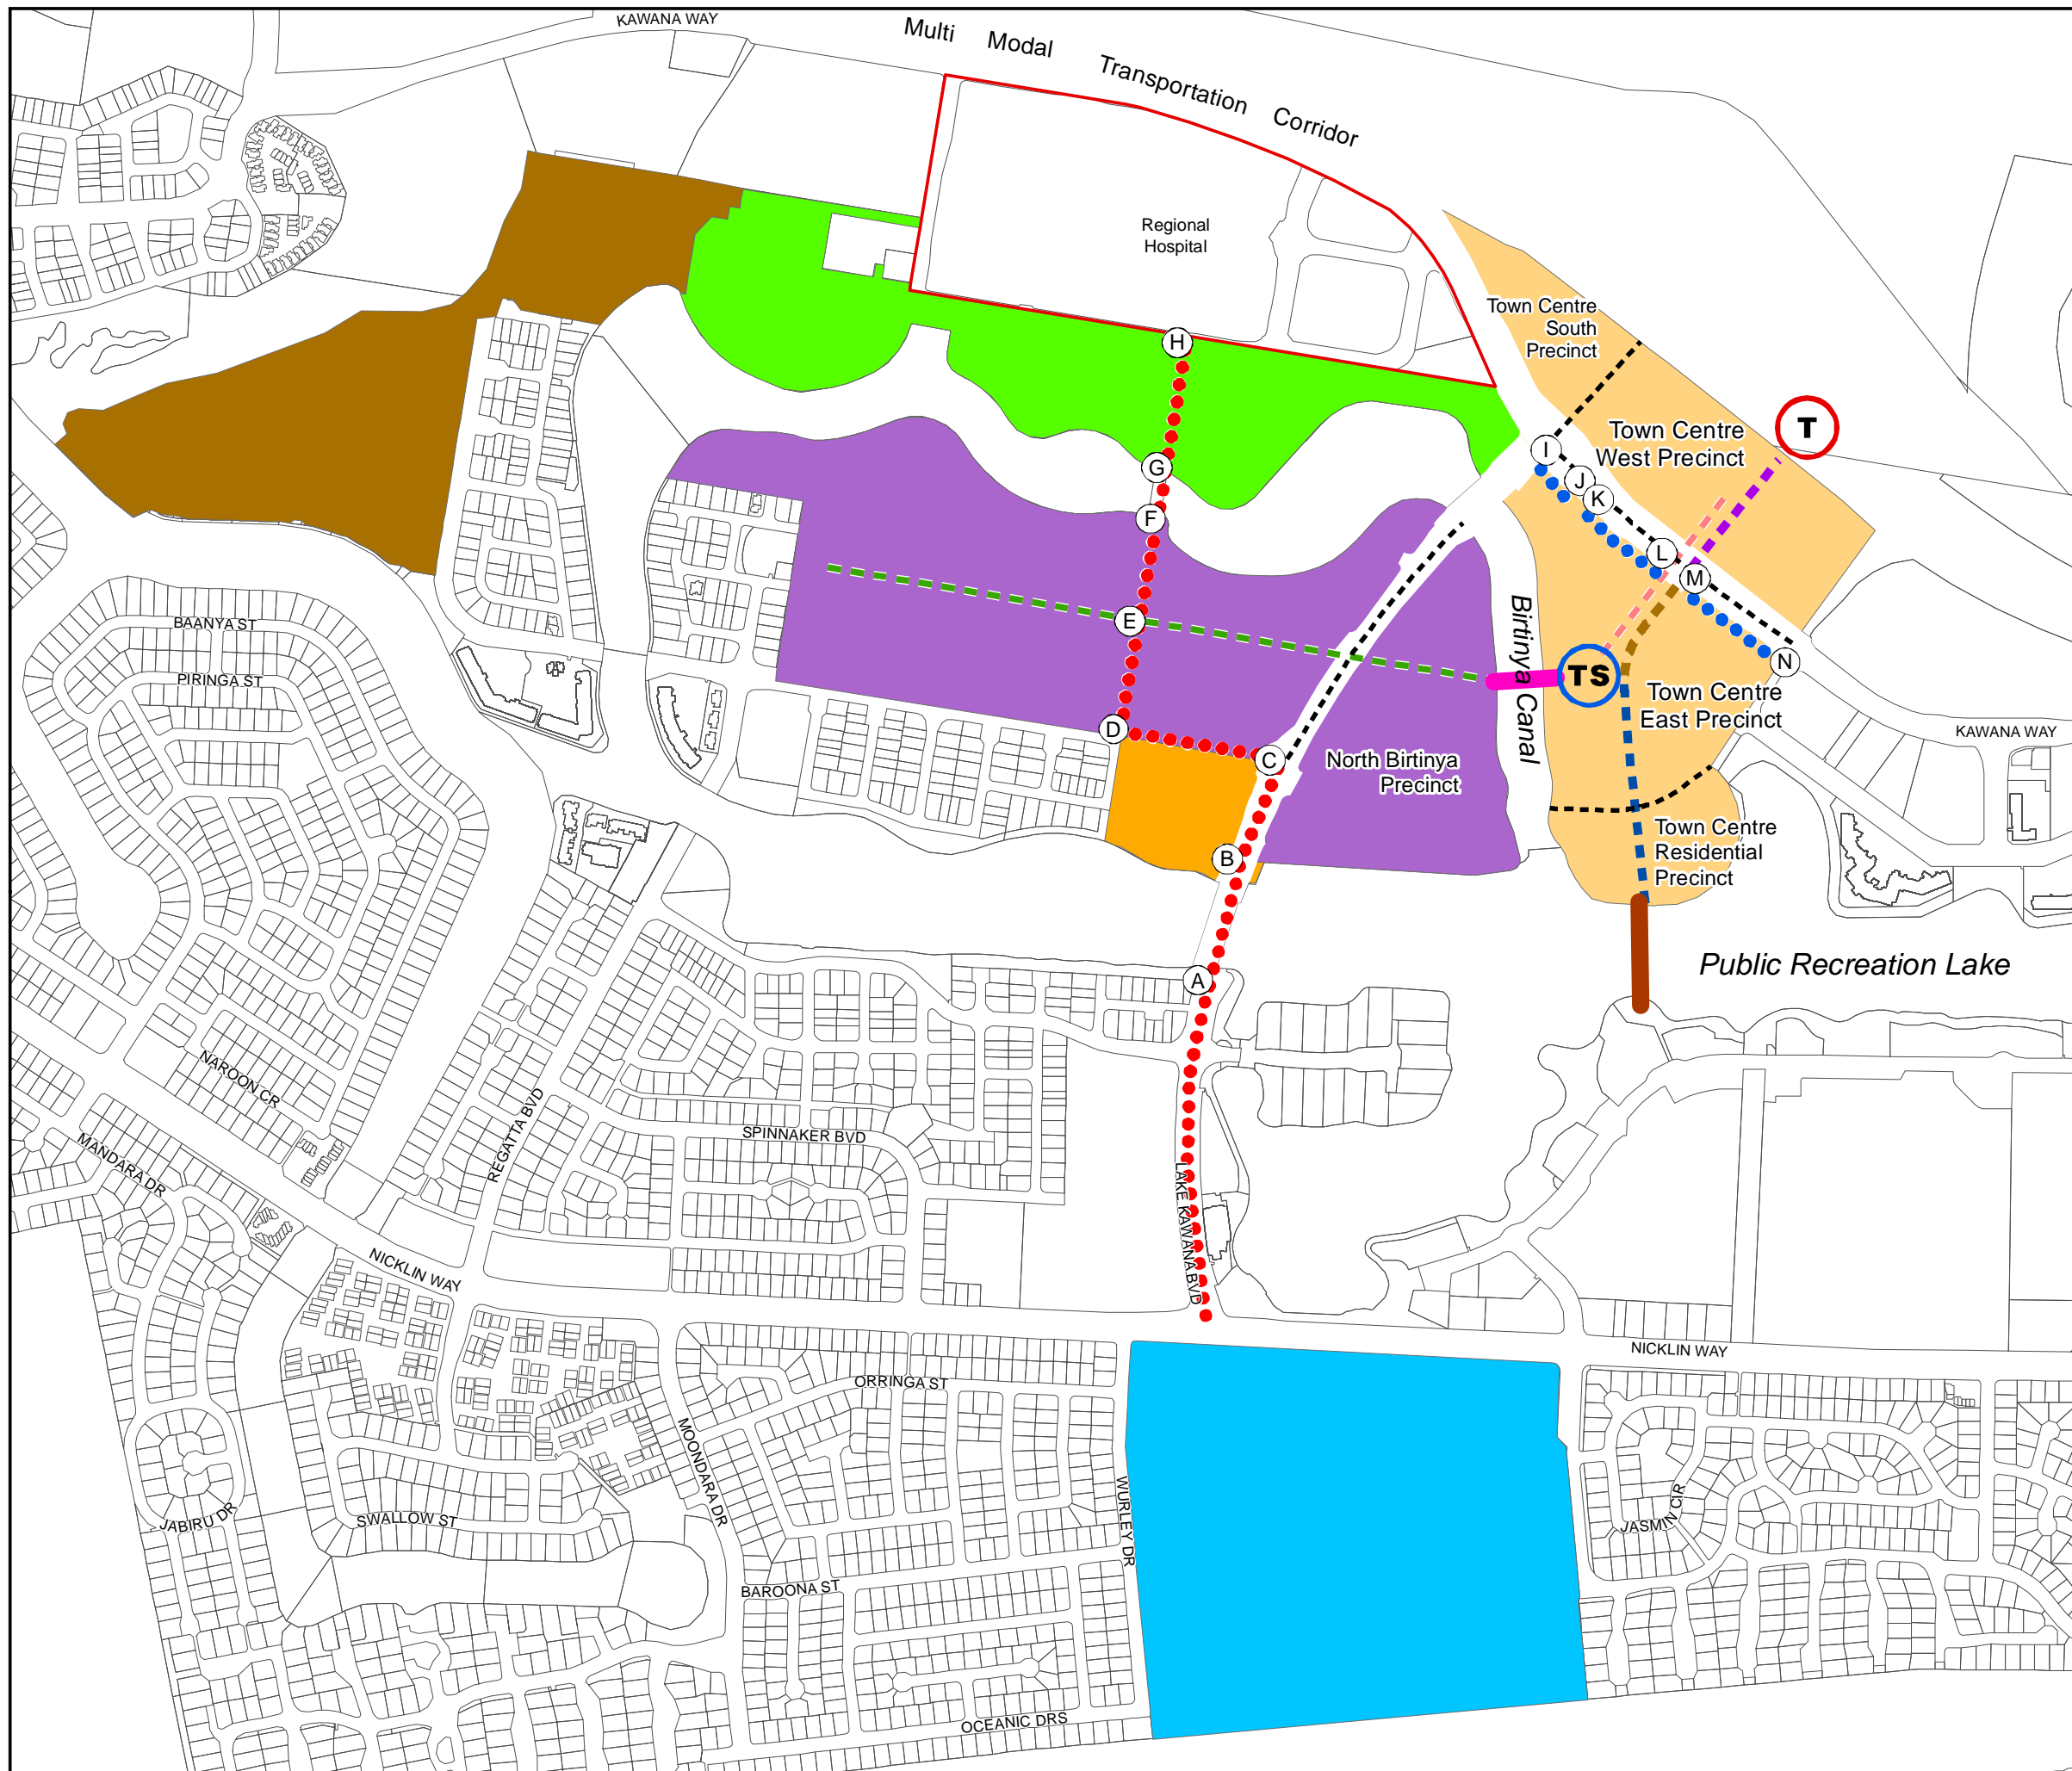 KAWANA WAY
Multi Modal Transportation Corridor
Regional
Hospital
Town Centre
South
Precinct
H
T
Town Centre
West Precinct
I
J
K
G
F
L
M
E
BAANYA ST
Birtinya Canal
N
TS
PIRINGA ST
Town Centre
East Precinct
D
KAWANA WAY
C
North Birtinya
Precinct
Town Centre
Residential
Precinct
B
Public Recreation Lake
A
NAROON CR
REGATTA BVD
SPINNAKER BVD
MANDARA DR
LAKE KAWANA BVD
NICKLIN WAY
NICKLIN WAY
ORRINGA ST
MOONDARA DR
WURLEY DR
JABIRU DR
SWALLOW ST
JASMIN CIR
BAROONA ST
OCEANIC DRS